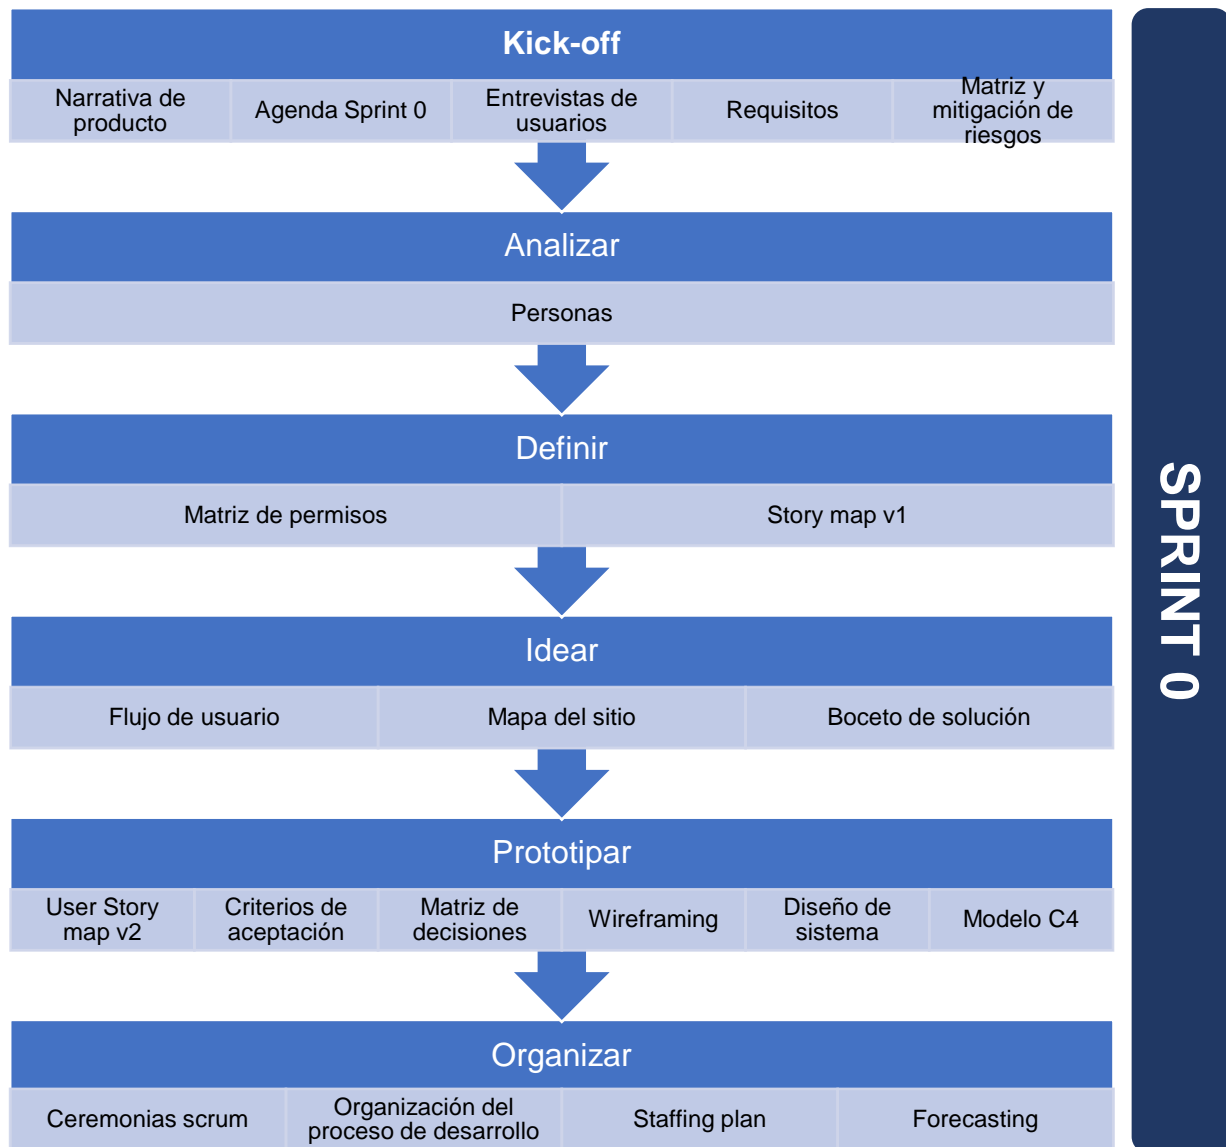 Kick-off
Narrativa de
producto
Agenda Sprint 0
Entrevistas de
usuarios
Requisitos
Matriz y
mitigación de
riesgos
Analizar
Personas
Definir
Matriz de permisos
Story map v1
Idear
Flujo de usuario
Mapa del sitio
Boceto de solución
Prototipar
User Story
map v2
Criterios de
aceptación
Matriz de
decisiones
Wireframing
Diseño de
sistema
Modelo C4
Organizar
Ceremonias scrum
Organización del
proceso de desarrollo
Staffing plan
Forecasting
SPRINT 0